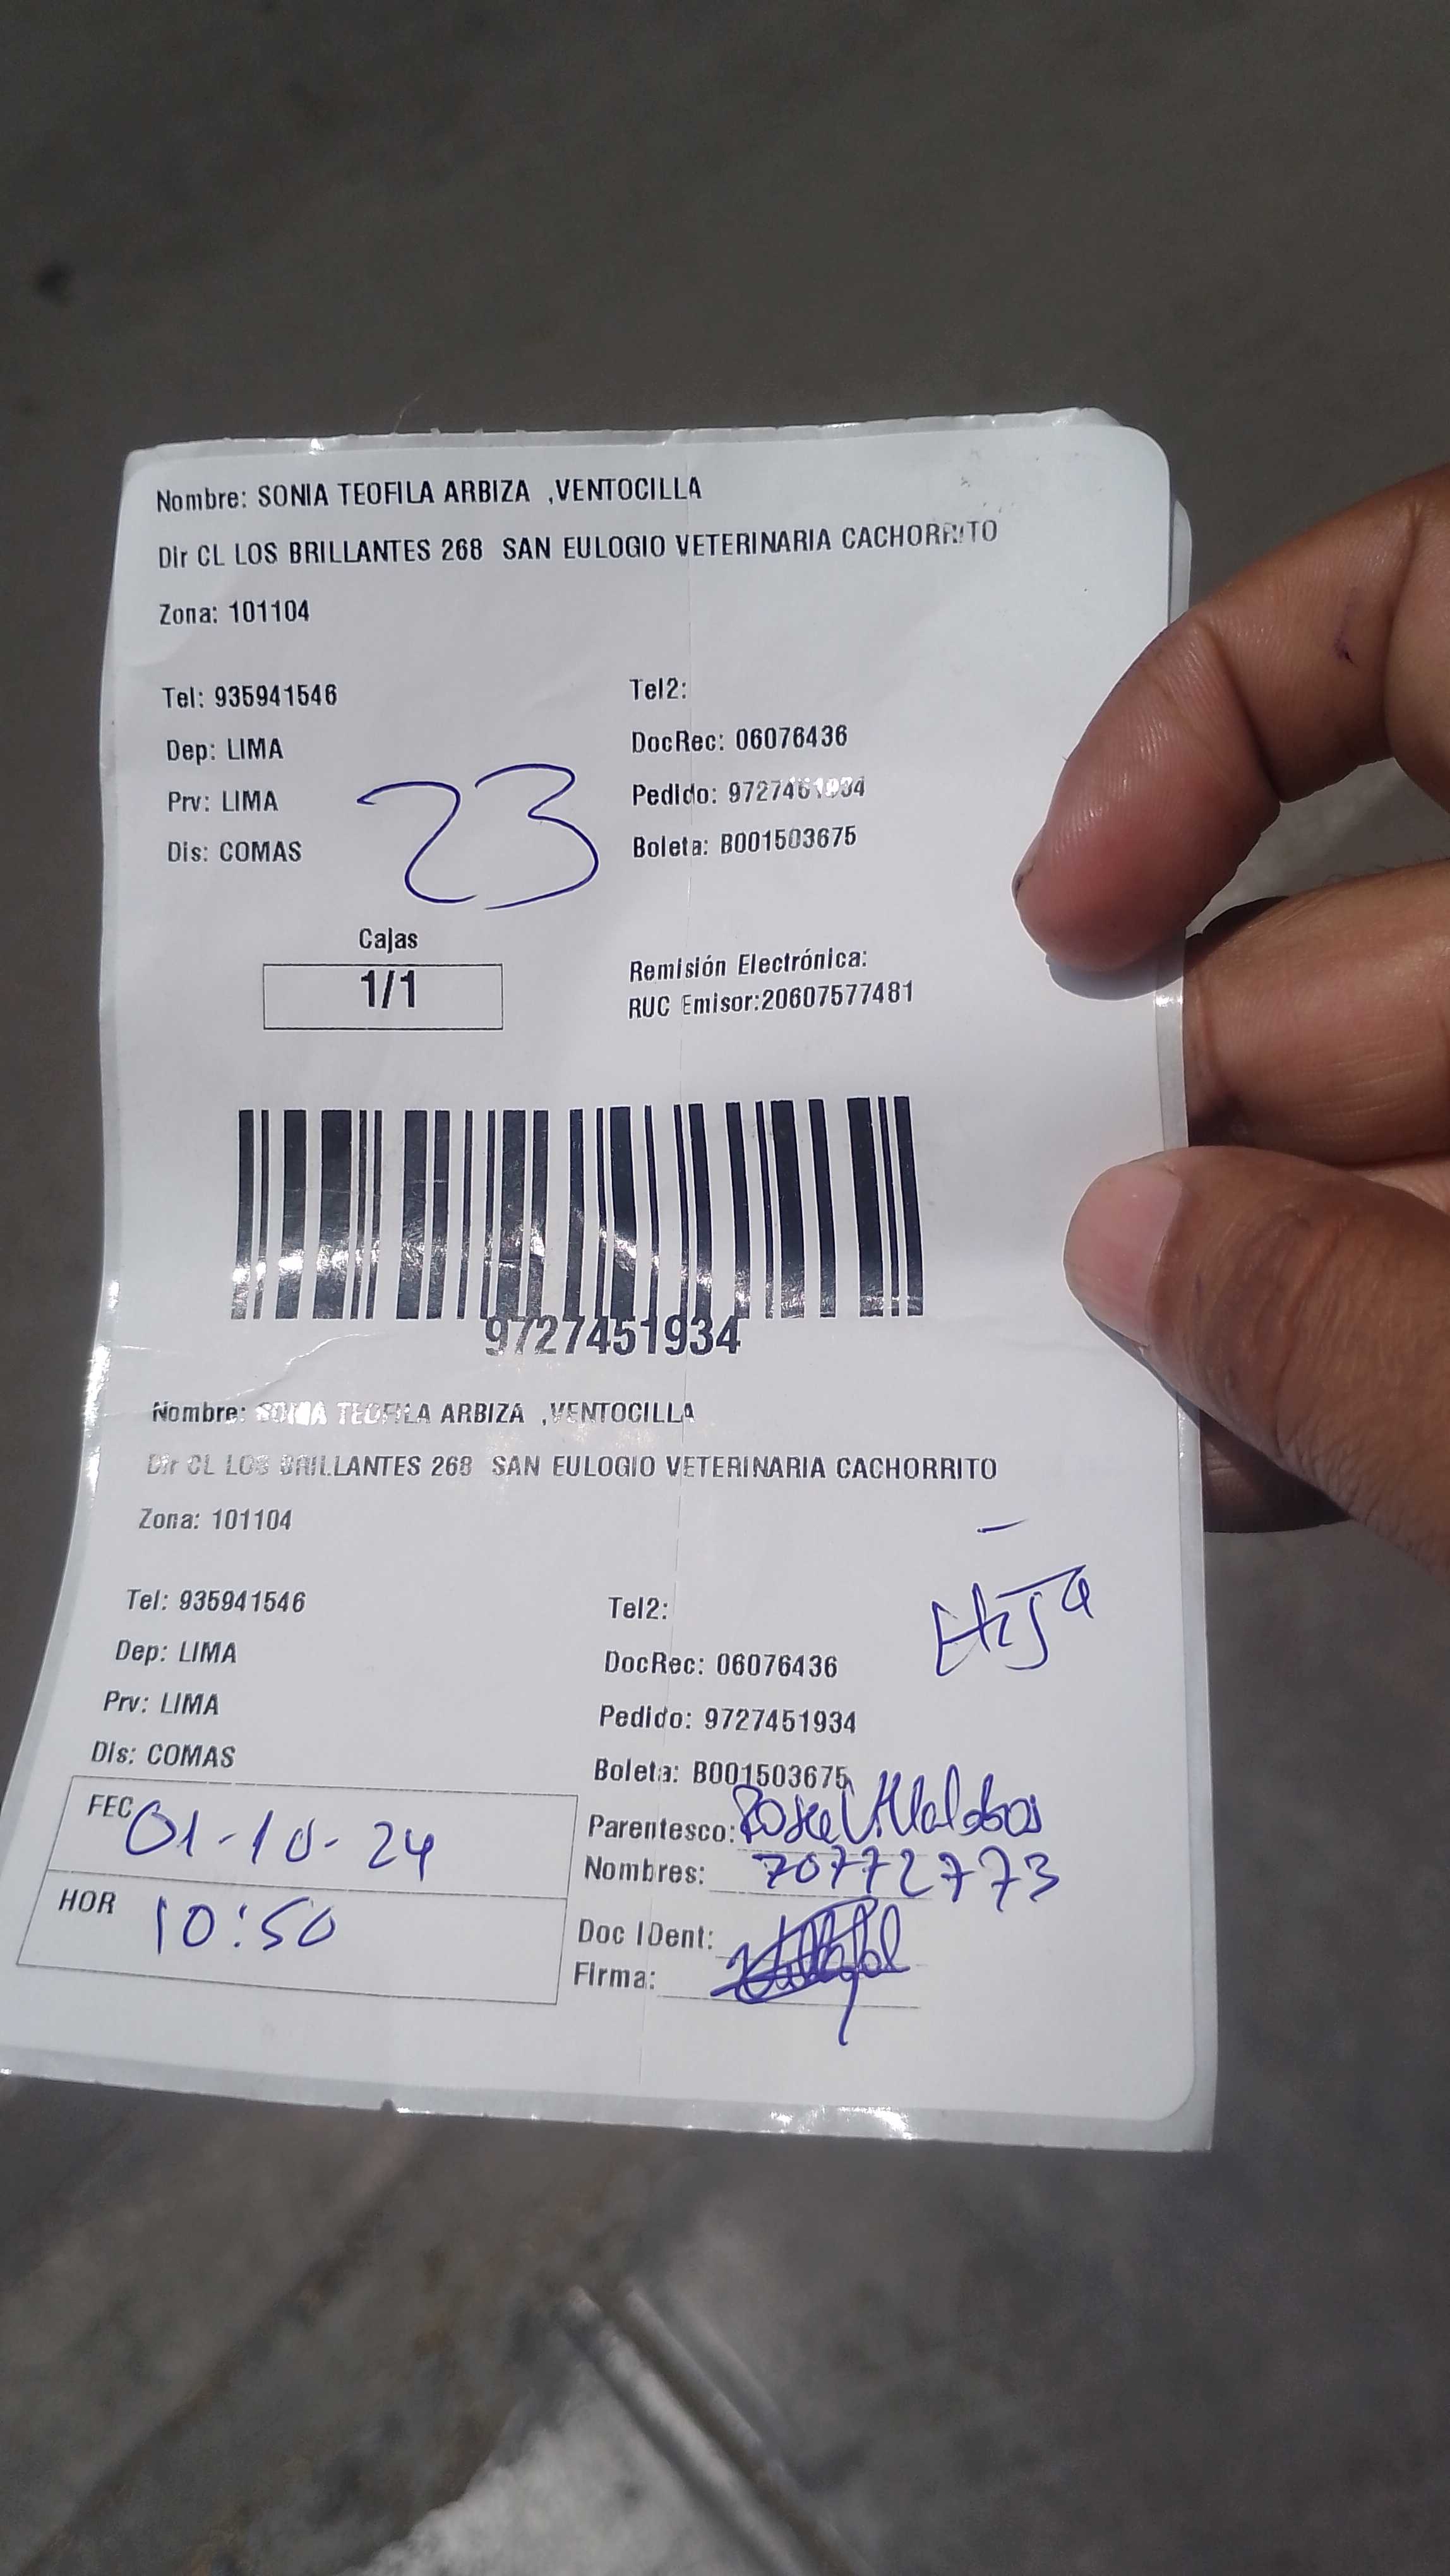 Nombre: SONIA TEOFILA ARBIZA ,VENTOCILLA
Dir CL LOS BRILLANTES 268 SAN EULOGIO VETERINARIA CACHORRITO
Zona: 101104
Tel: 935941546 Tel2:
Dep: LIMA DocRec: 06076436
Prv: LIMA Pedido: 9727451934
Dis: COMAS Boleta: B001503675
23
Cajas
1/1
Remisión Electrónica:
RUC Emisor:20607577481
9727451934
Nombre: SONIA TEOFILA ARBIZA ,VENTOCILLA
Dir CL LOS BRILLANTES 268 SAN EULOGIO VETERINARIA CACHORRITO
Zona: 101104
Tel: 935941546 Tel2:
Hija
Dep: LIMA DocRec: 06076436
Prv: LIMA Pedido: 9727451934
Dis: COMAS Boleta: B001503675
FEC 01-10-24 Parentesco: Villalobos
Nombres: 70772773
HOR 10:50 Doc IDent:
Firma: